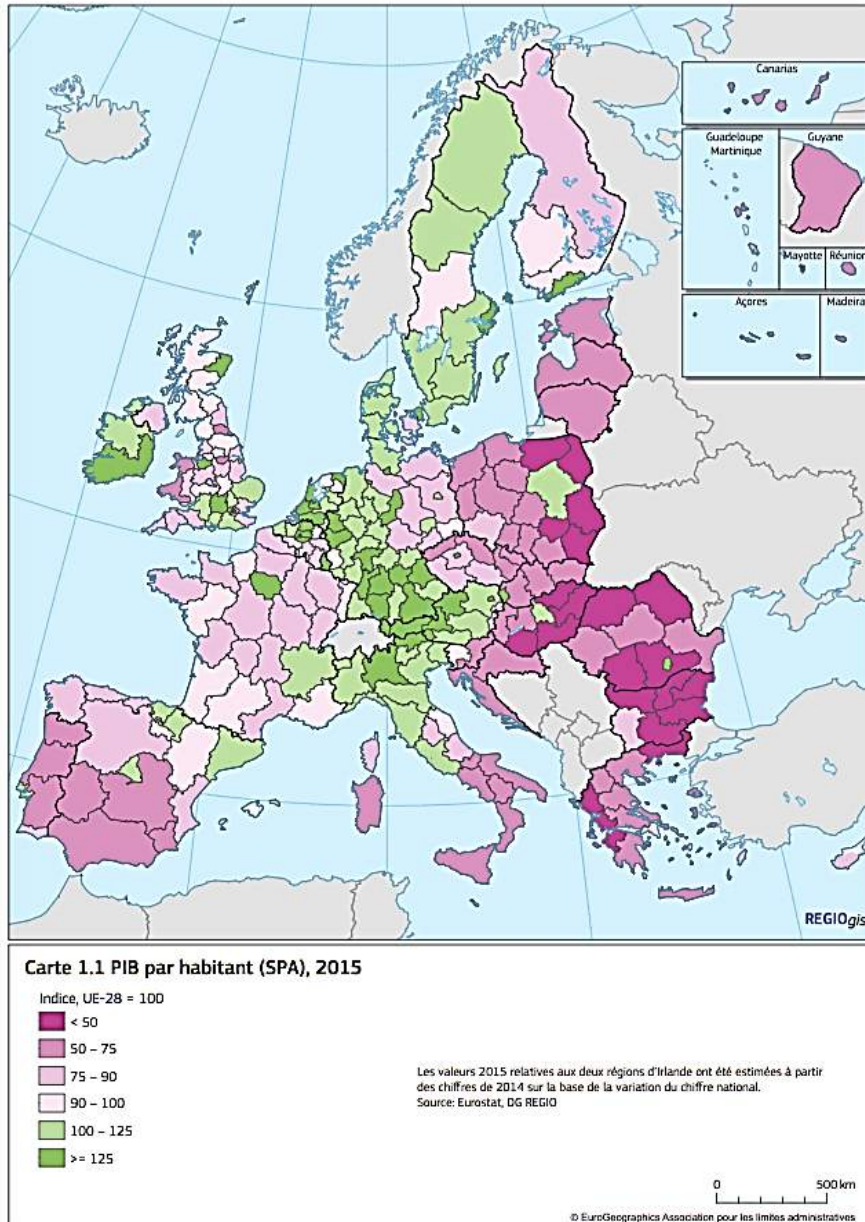 Canarias
Guadeloupe
Martinique
Guyane
Mayotte
Réunion
Açores
Madeira
REGIOgis
Carte 1.1 PIB par habitant (SPA), 2015
Indice, UE-28 = 100
< 50
50 – 75
75 – 90
90 – 100
100 – 125
>= 125
Les valeurs 2015 relatives aux deux régions d'Irlande ont été estimées à partir
des chiffres de 2014 sur la base de la variation du chiffre national.
Source: Eurostat, DG REGIO
0 500 km
© EuroGeographics Association pour les limites administratives